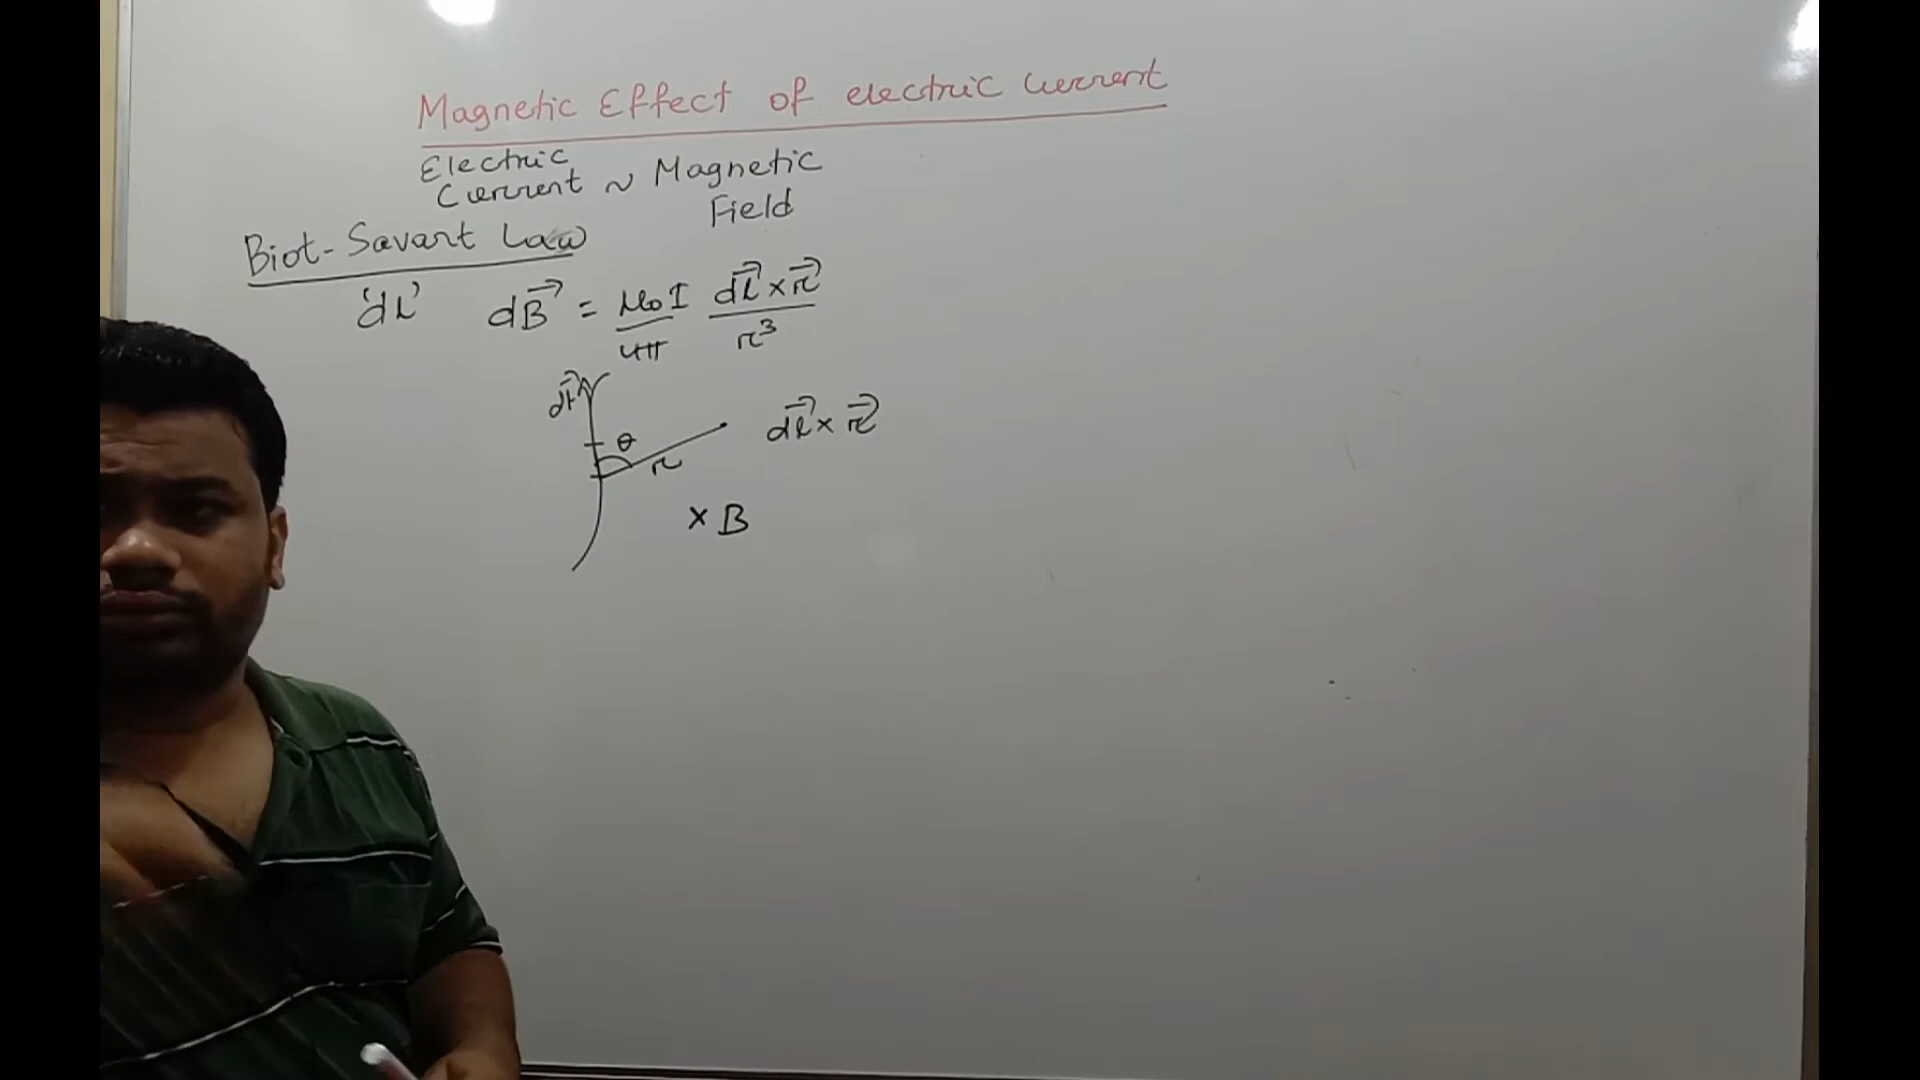 Magnetic Effect of electric current
Electric
Current ~ Magnetic
Field
Biot-Savart Law
'dl' dB⃗ = μ₀I/4π dl⃗ × r⃗/r³
dl⃗
θ
r
dl⃗ × r⃗
× B